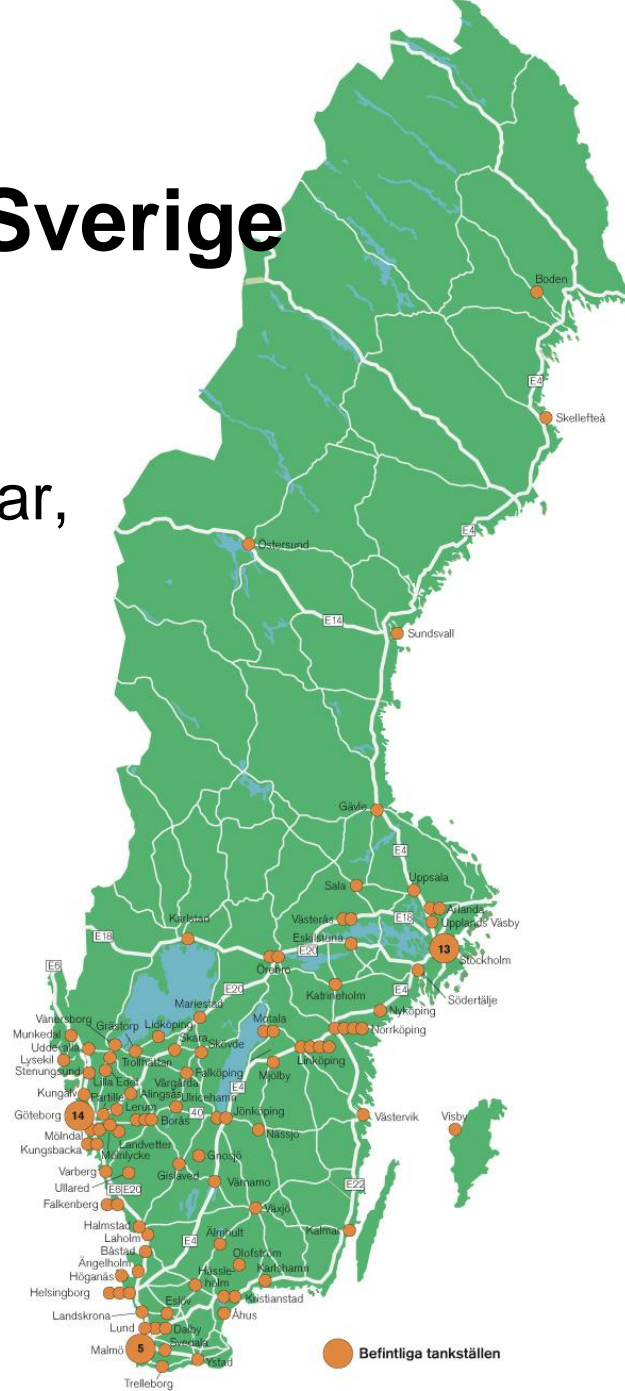 Sverige
ar,
Boden
E4
Skellefteå
E4
Östersund
E14
Sundsvall
Gävle
E4
Sala
Uppsala
Arlanda
Västerås
E18
Upplands Väsby
Karlstad
E18
Eskilstuna
E20
13
Stockholm
Örebro
E6
E20
Katrineholm
E4
Södertälje
Mariestad
Nyköping
Vänersborg
Grästorp
Lidköping
Motala
Norrköping
Munkedal
Uddevalla
Skara
Skövde
Linköping
Lysekil
Trollhättan
Mjölby
Stenungsund
Falköping
Lilla Edet
Vårgårda
E4
Kungälv
Partille
Alingsås
Ulricehamn
Göteborg
14
Lerum
40
Jönköping
Västervik
Visby
Borås
Mölndal
Landvetter
Nässjö
Kungsbacka
Mölnlycke
Gnosjö
Varberg
Gislaved
Värnamo
E22
Ullared
E6
E20
Falkenberg
Växjö
Halmstad
Kalmar
Laholm
E4
Älmhult
Båstad
Olofström
Ängelholm
Hässle-
holm
Karlshamn
Höganäs
Helsingborg
Kristianstad
Eslöv
Landskrona
Åhus
Lund
Dalby
Malmö
5
Svedala
Ystad
Befintliga tankställen
Trelleborg